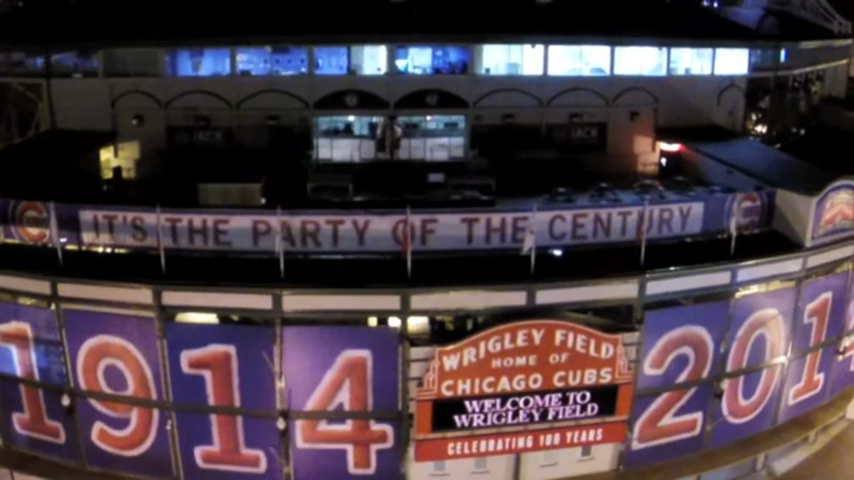 JACK
IT'S THE PARTY OF THE CENTURY
1914
WRIGLEY FIELD
HOME OF
CHICAGO CUBS
WELCOME TO
WRIGLEY FIELD
CELEBRATING 100 YEARS
201